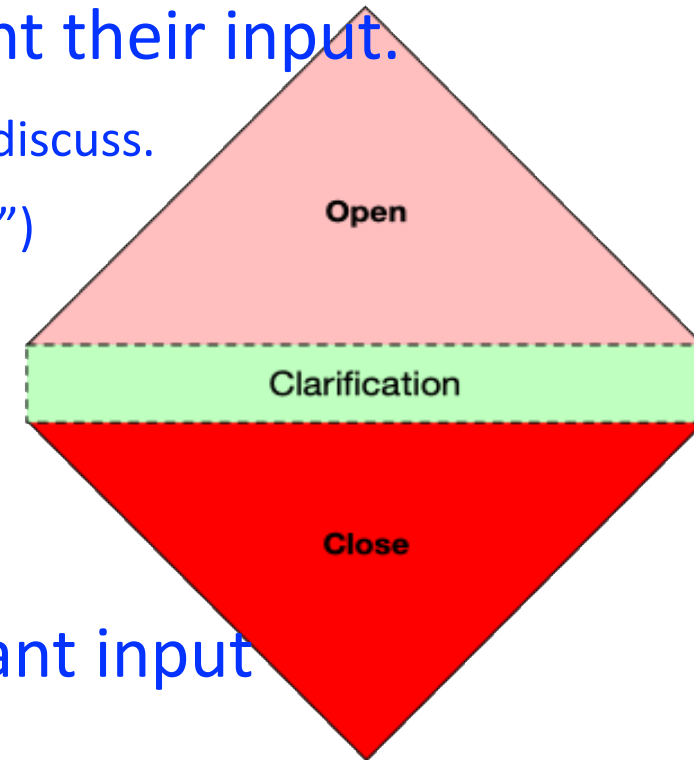 nt their input.
discuss.
”)
Open
Clarification
Close
ant input